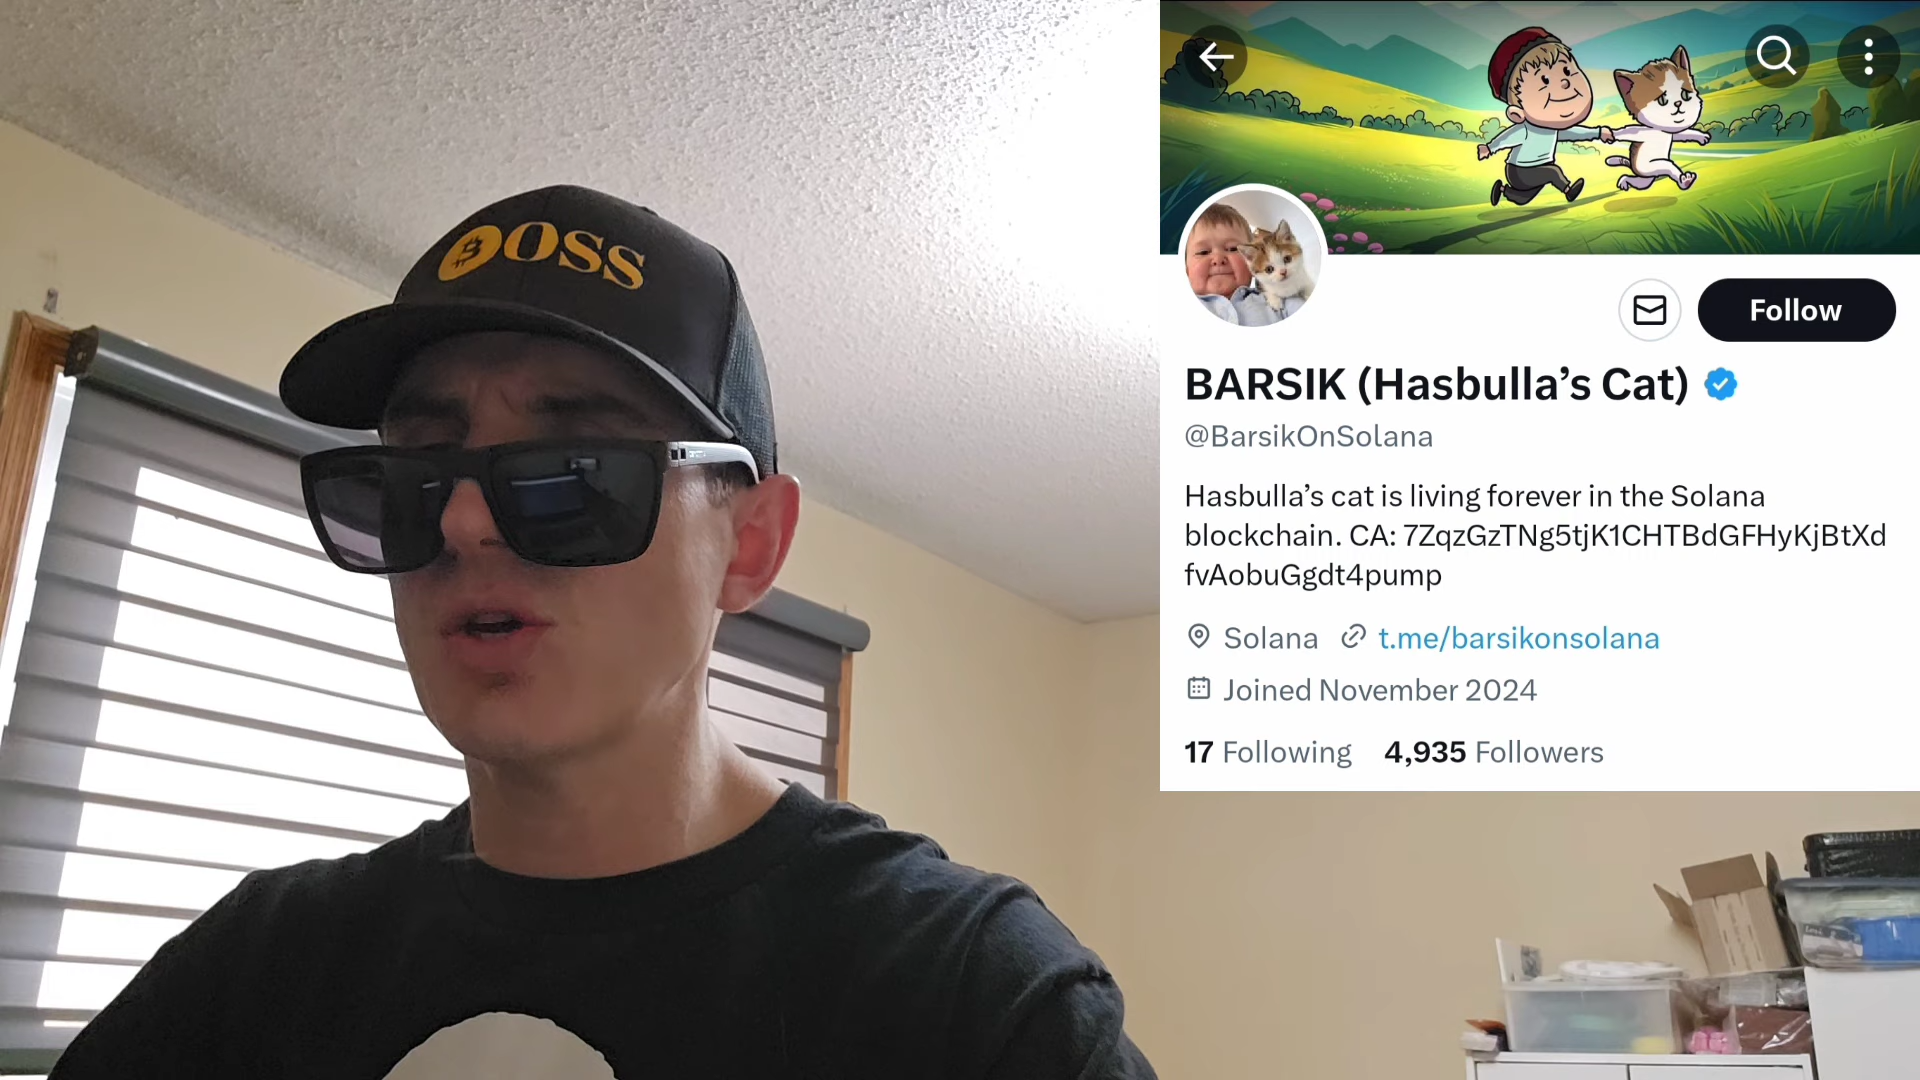 ₿OSS
BARSIK (Hasbulla’s Cat)
Follow
@BarsikOnSolana
Hasbulla’s cat is living forever in the Solana
blockchain. CA: 7ZqzGzTNg5tjK1CHTBdGFHyKjBtXd
fvAobuGgdt4pump
Solana t.me/barsikonsolana
Joined November 2024
17 Following 4,935 Followers